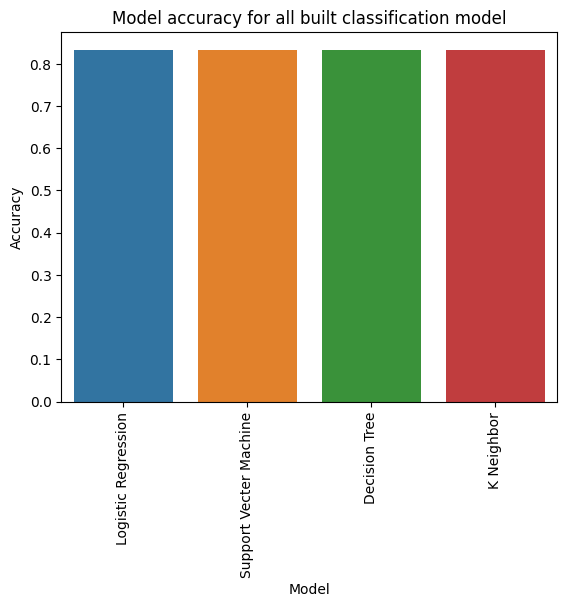 Model accuracy for all built classification model
Accuracy
0.8
0.7
0.6
0.5
0.4
0.3
0.2
0.1
0.0
Logistic Regression
Support Vecter Machine
Decision Tree
K Neighbor
Model